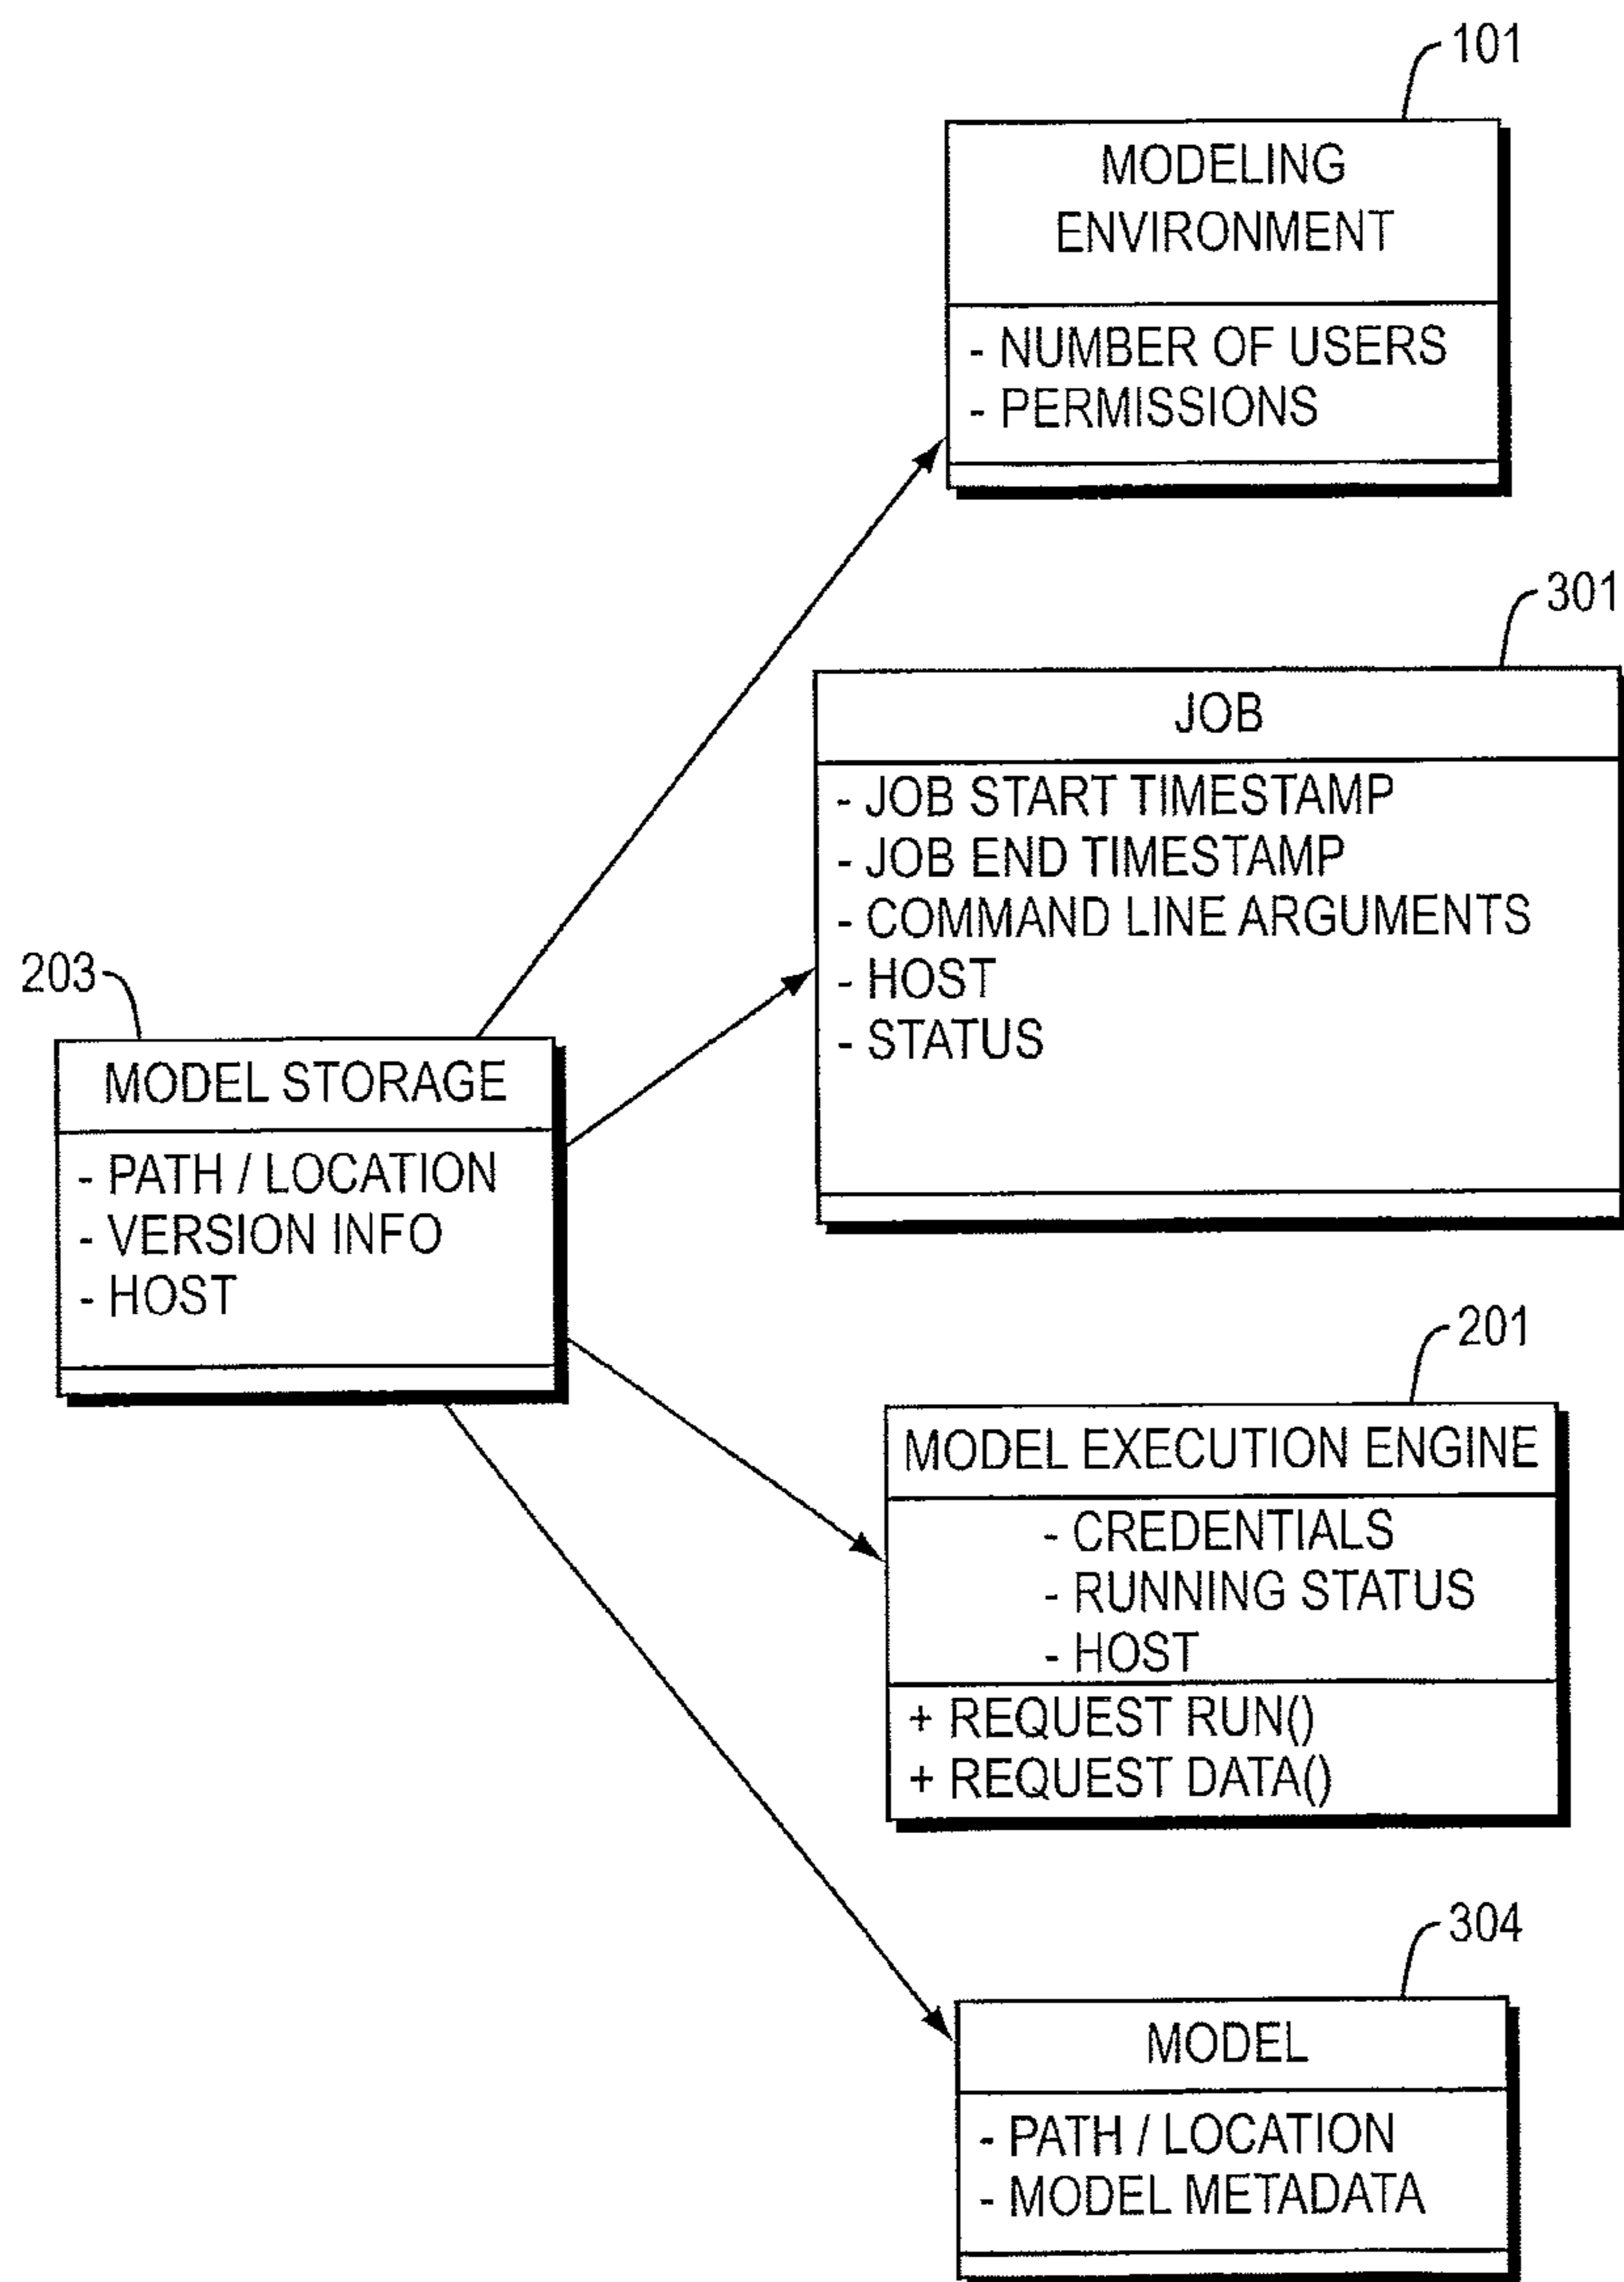 101
MODELING
ENVIRONMENT
- NUMBER OF USERS
- PERMISSIONS
301
JOB
- JOB START TIMESTAMP
- JOB END TIMESTAMP
- COMMAND LINE ARGUMENTS
- HOST
- STATUS
203
MODEL STORAGE
- PATH / LOCATION
- VERSION INFO
- HOST
201
MODEL EXECUTION ENGINE
- CREDENTIALS
- RUNNING STATUS
- HOST
+ REQUEST RUN()
+ REQUEST DATA()
304
MODEL
- PATH / LOCATION
- MODEL METADATA